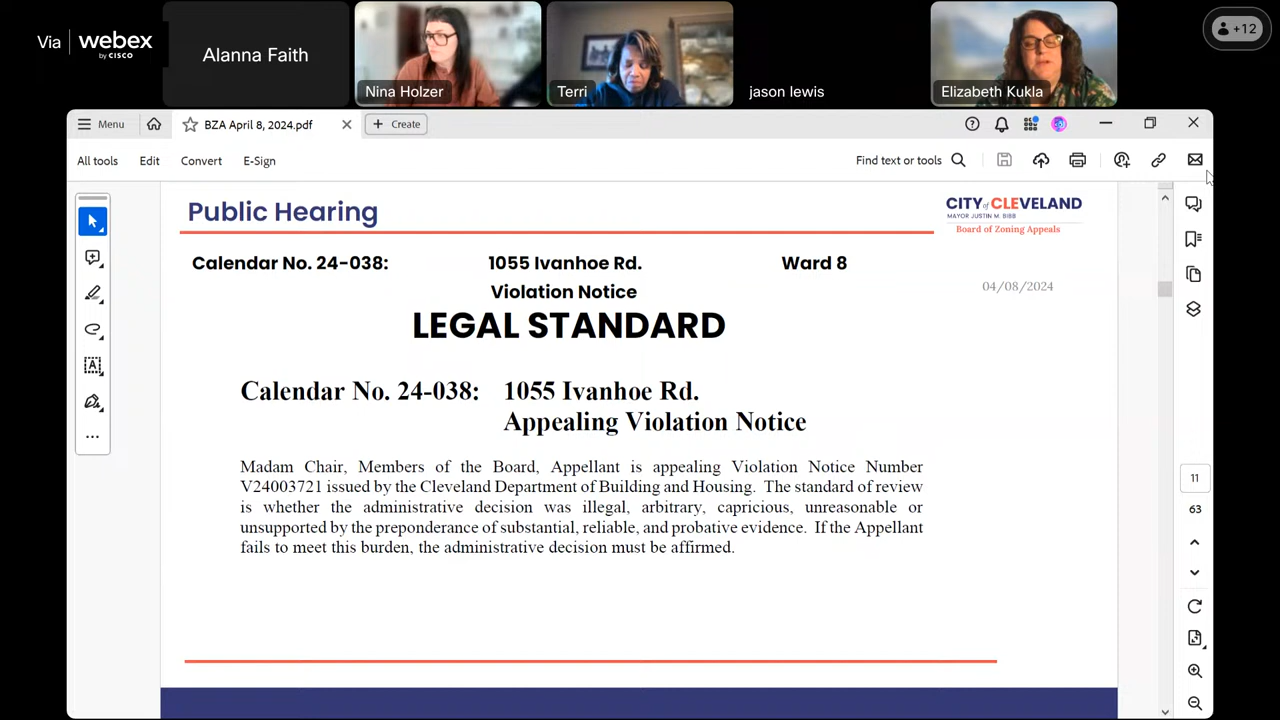 Via webex
by CISCO
Alanna Faith
Nina Holzer
Terri
jason lewis
Elizabeth Kukla
+12
Menu
BZA April 8, 2024.pdf
Create
All tools
Edit
Convert
E-Sign
Find text or tools
Public Hearing
CITY of CLEVELAND
MAYOR JUSTIN M. BIBB
Board of Zoning Appeals
Calendar No. 24-038: 1055 Ivanhoe Rd. Ward 8
Violation Notice
04/08/2024
LEGAL STANDARD
Calendar No. 24-038: 1055 Ivanhoe Rd.
Appealing Violation Notice
Madam Chair, Members of the Board, Appellant is appealing Violation Notice Number
V24003721 issued by the Cleveland Department of Building and Housing. The standard of review
is whether the administrative decision was illegal, arbitrary, capricious, unreasonable or
unsupported by the preponderance of substantial, reliable, and probative evidence. If the Appellant
fails to meet this burden, the administrative decision must be affirmed.
11
63